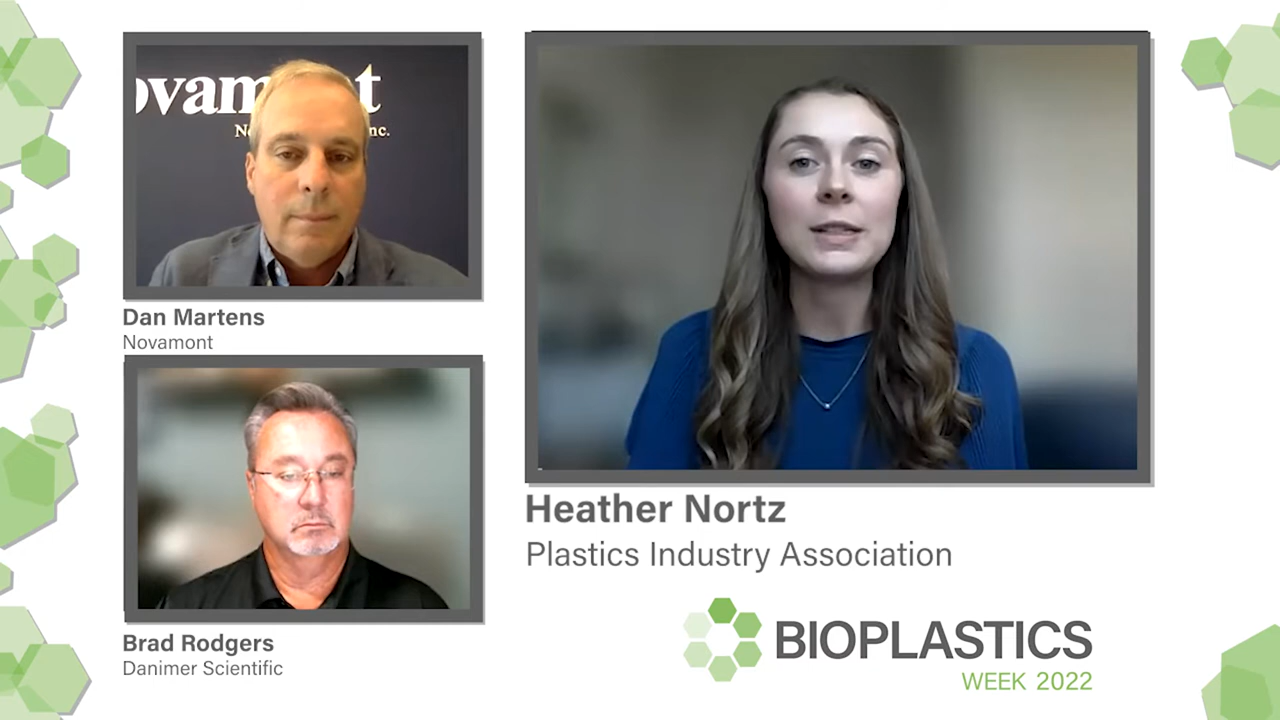 Dan Martens
Novamont
Brad Rodgers
Danimer Scientific
Heather Nortz
Plastics Industry Association
BIOPLASTICS
WEEK 2022